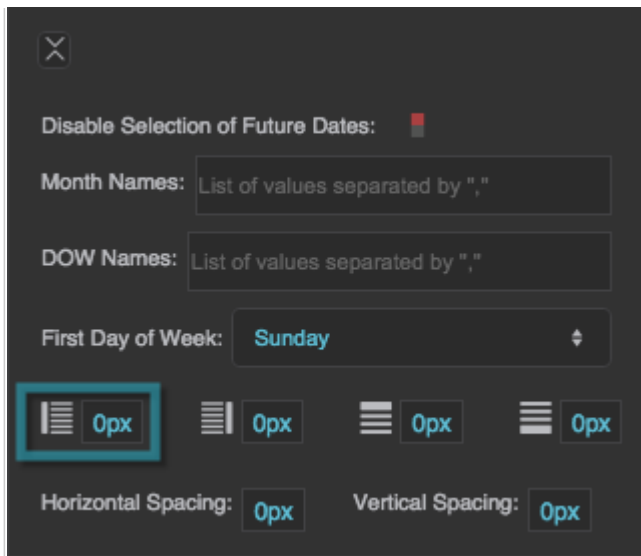 Disable Selection of Future Dates:
Month Names: List of values separated by ","
DOW Names: List of values separated by ","
First Day of Week: Sunday
0px 0px 0px 0px
Horizontal Spacing: 0px Vertical Spacing: 0px